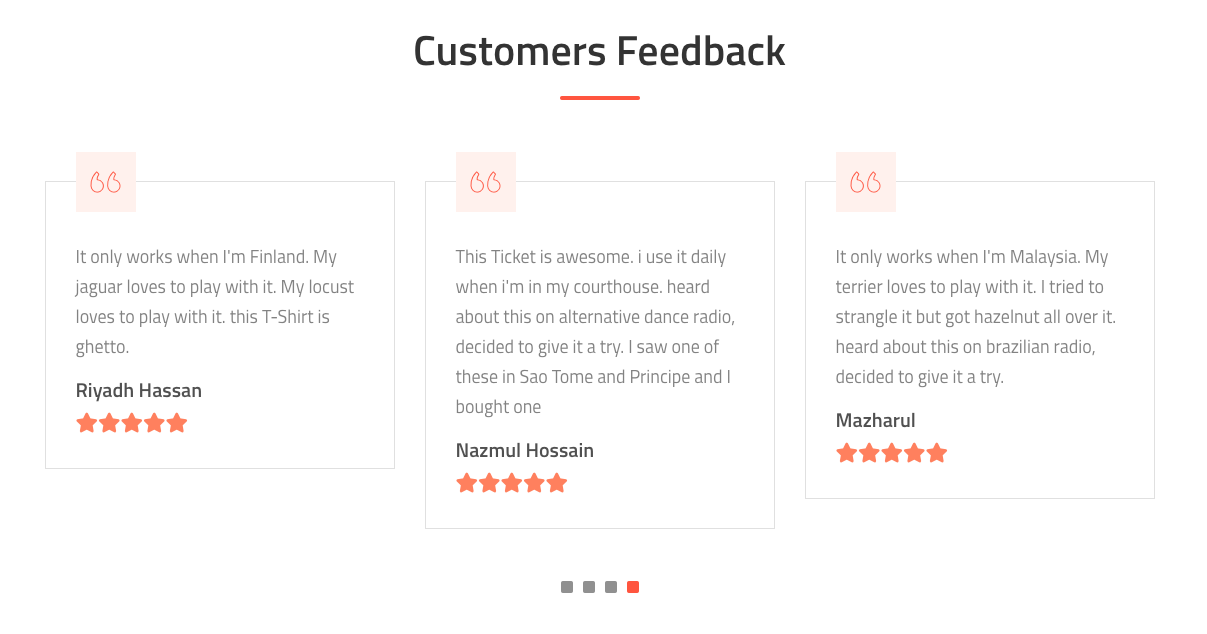 Customers Feedback
It only works when I'm Finland. My
jaguar loves to play with it. My locust
loves to play with it. this T-Shirt is
ghetto.
Riyadh Hassan
This Ticket is awesome. i use it daily
when i'm in my courthouse. heard
about this on alternative dance radio,
decided to give it a try. I saw one of
these in Sao Tome and Principe and I
bought one
Nazmul Hossain
It only works when I'm Malaysia. My
terrier loves to play with it. I tried to
strangle it but got hazelnut all over it.
heard about this on brazilian radio,
decided to give it a try.
Mazharul